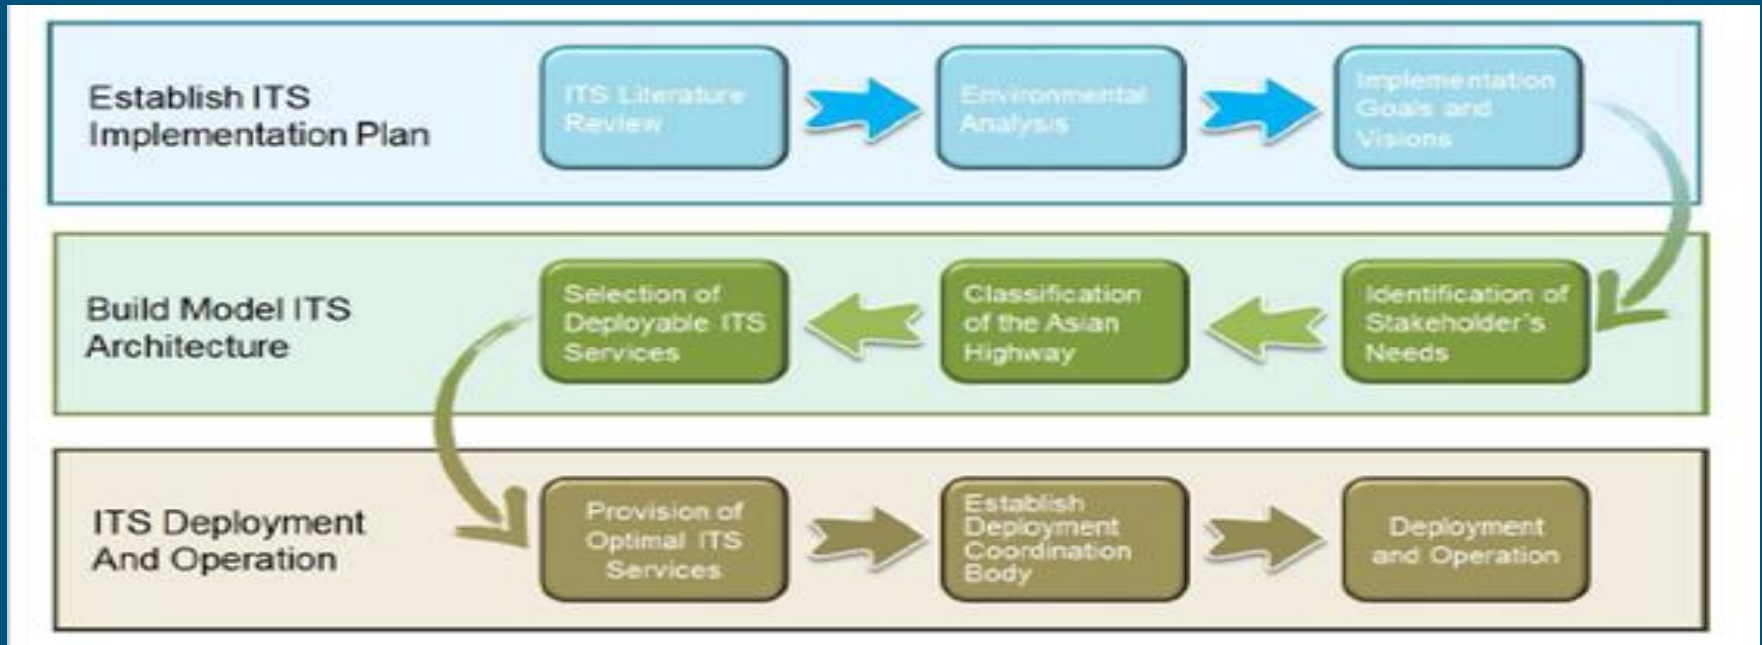 Establish ITS
Implementation Plan
ITS Literature
Review
Environmental
Analysis
Implementation
Goals and
Visions
Build Model ITS
Architecture
Selection of
Deployable ITS
Services
Classification
of the Asian
Highway
Identification of
Stakeholder's
Needs
ITS Deployment
And Operation
Provision of
Optimal ITS
Services
Establish
Deployment
Coordination
Body
Deployment
and Operation